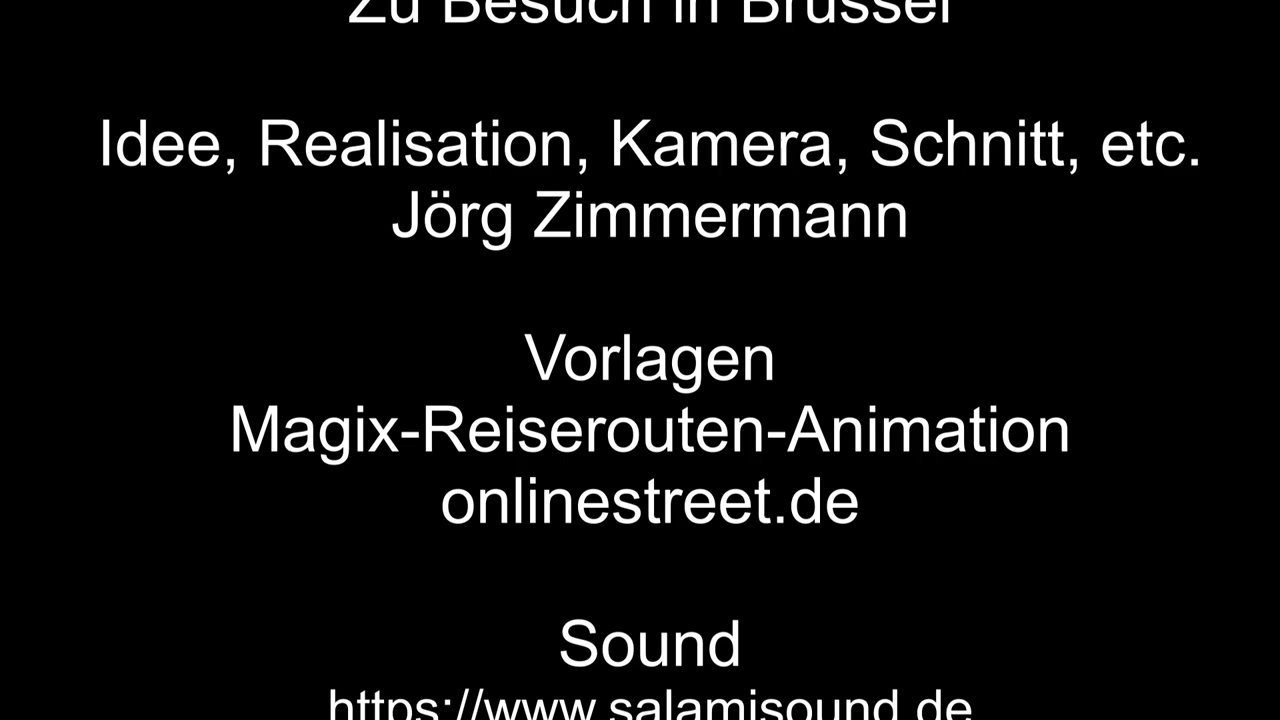 Zu Besuch in Brüssel
Idee, Realisation, Kamera, Schnitt, etc.
Jörg Zimmermann
Vorlagen
Magix-Reiserouten-Animation
onlinestreet.de
Sound
https://www.salamisound.de